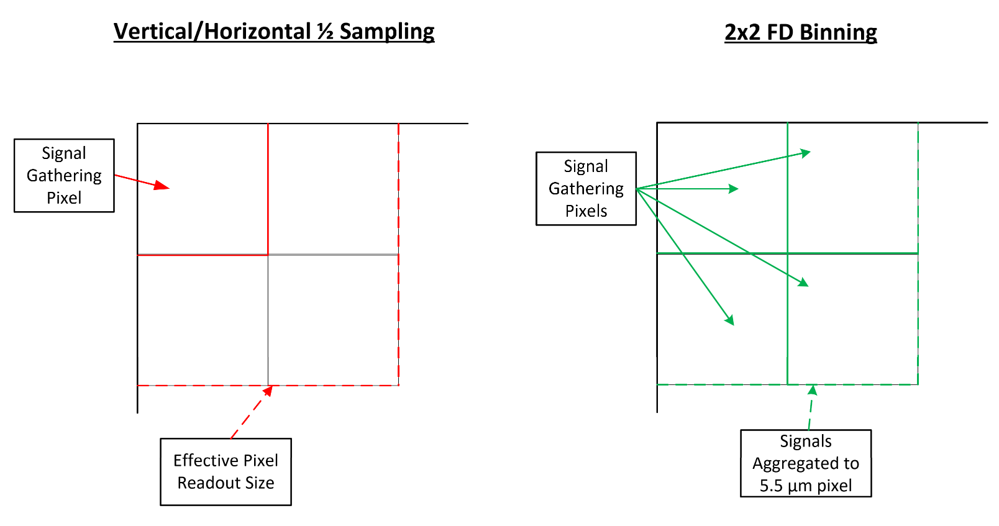 Vertical/Horizontal ½ Sampling
Signal
Gathering
Pixel
Effective Pixel
Readout Size
2x2 FD Binning
Signal
Gathering
Pixels
Signals
Aggregated to
5.5 µm pixel